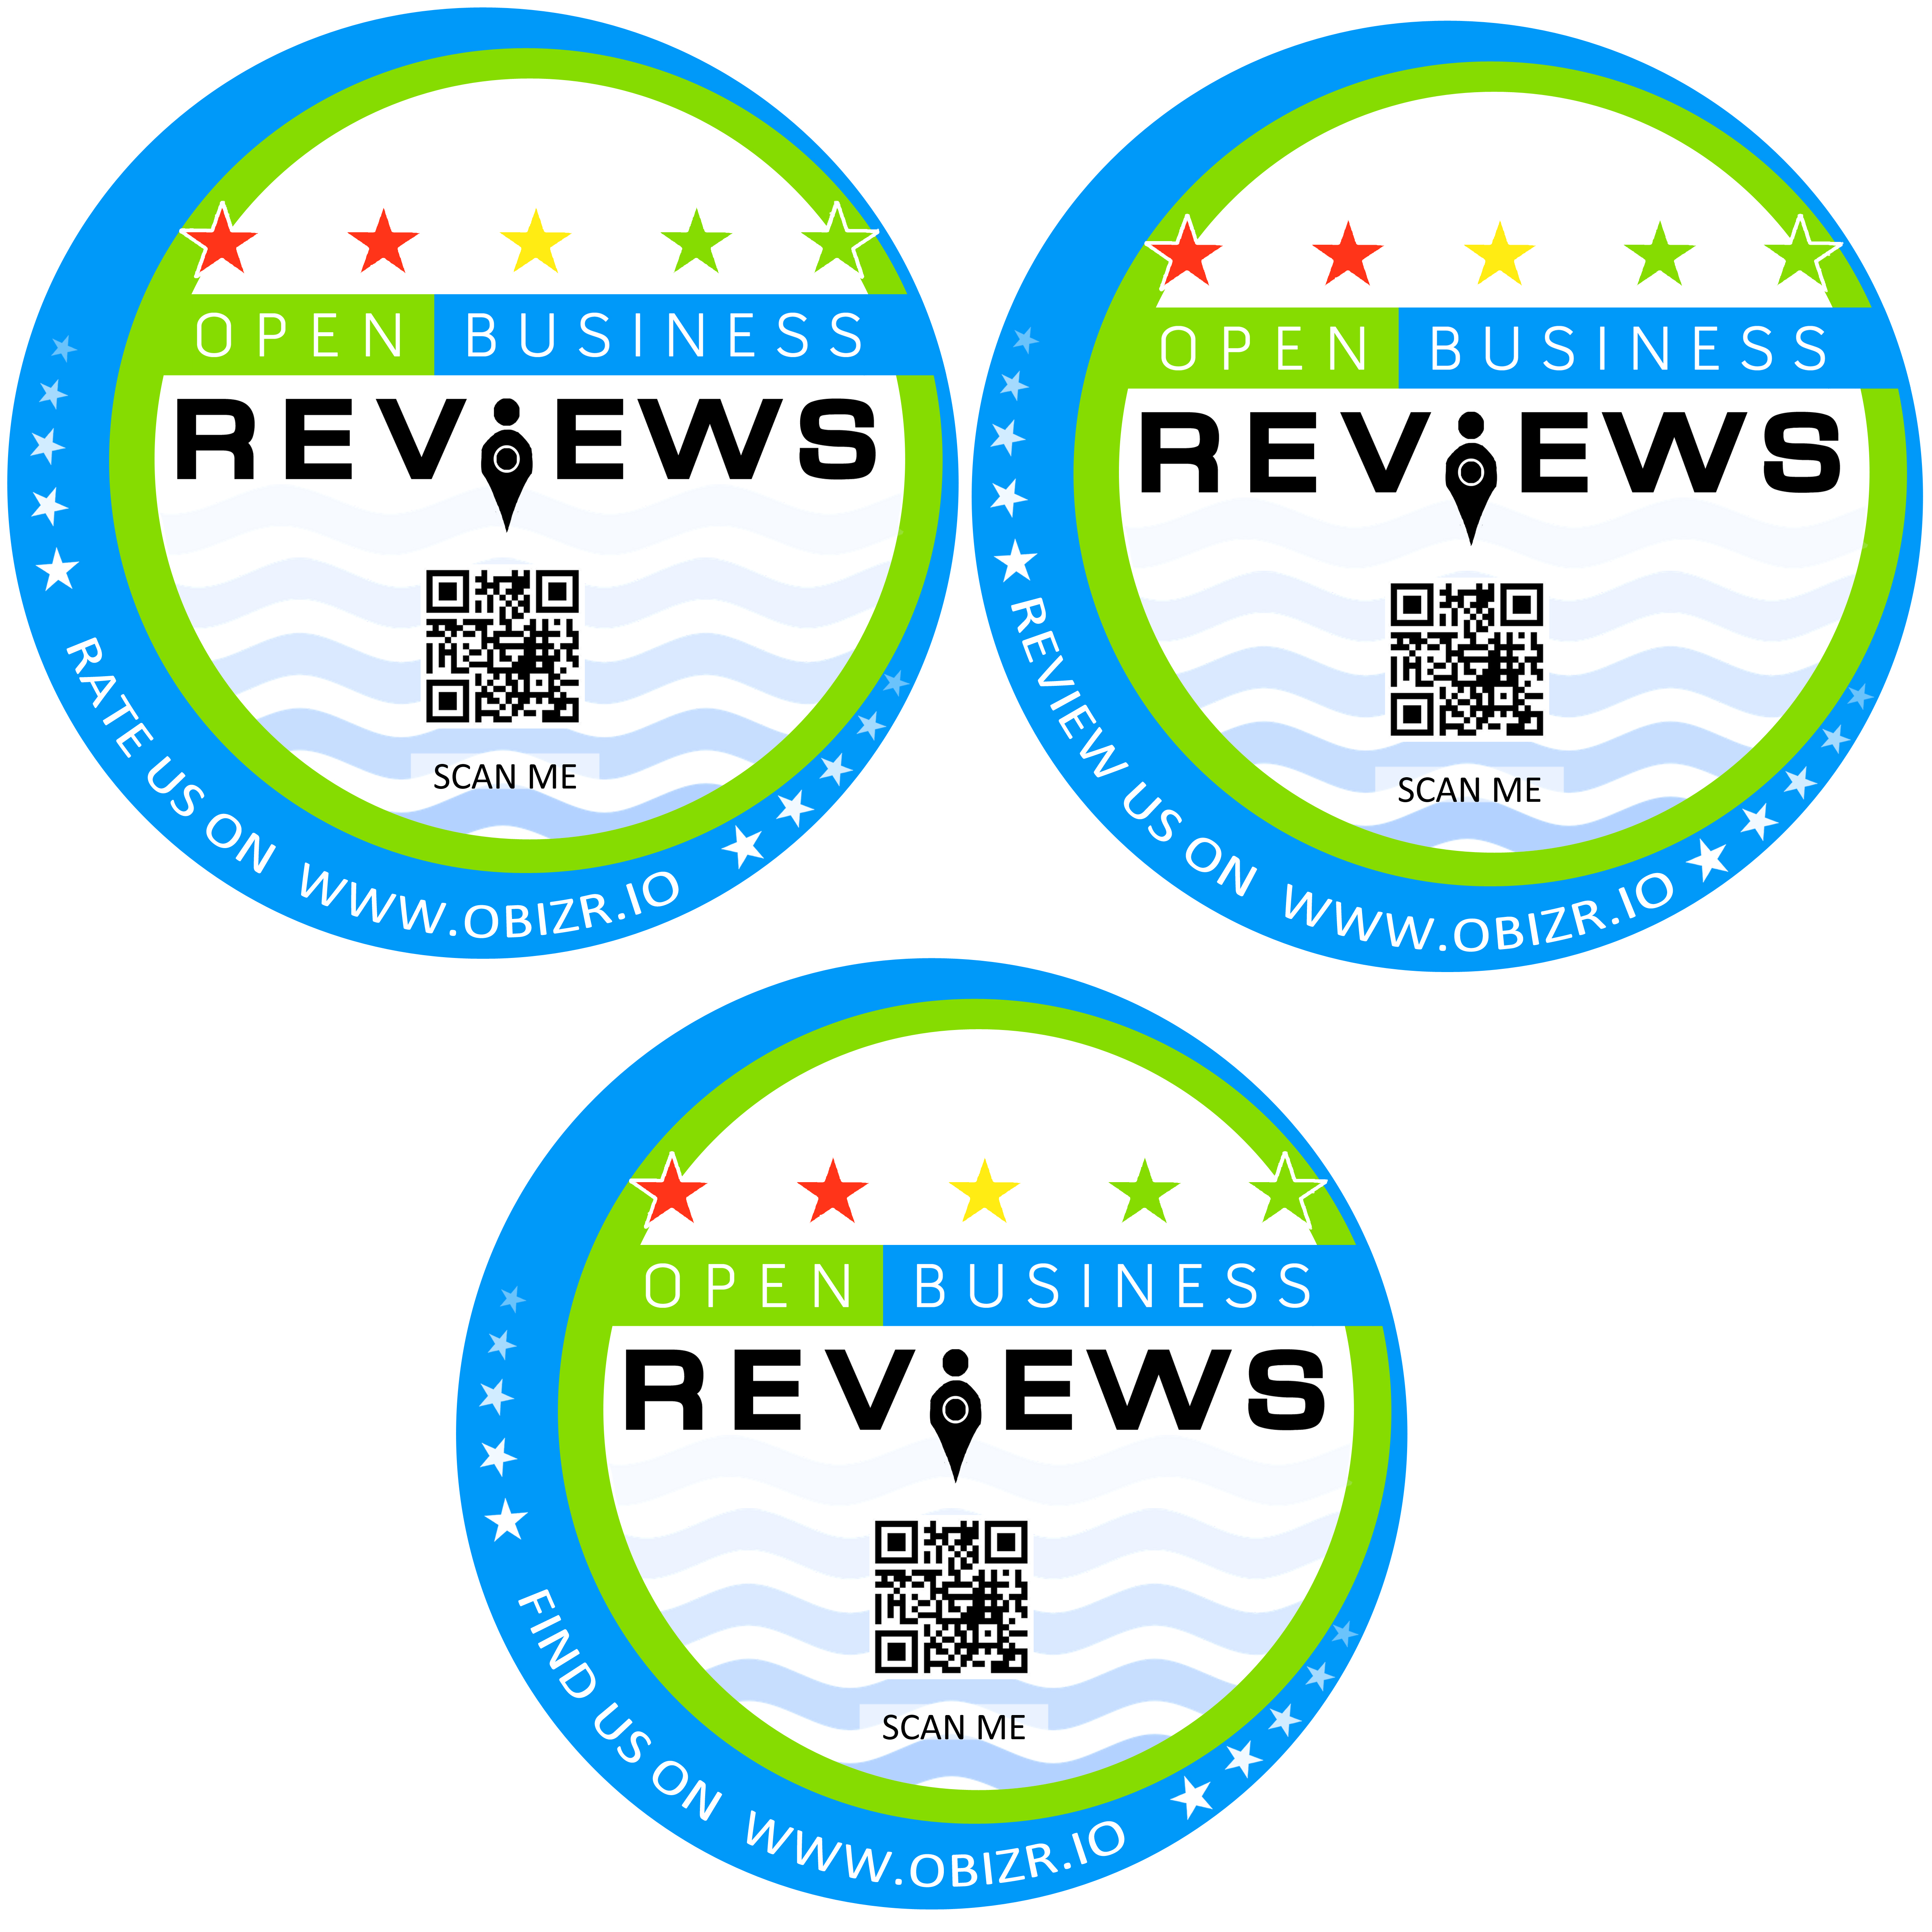 OPEN BUSINESS
REViEWS
SCAN ME
RATE US ON WWW.OBIZR.IO
OPEN BUSINESS
REViEWS
SCAN ME
REVIEW US ON WWW.OBIZR.IO
OPEN BUSINESS
REViEWS
SCAN ME
FIND US ON WWW.OBIZR.IO